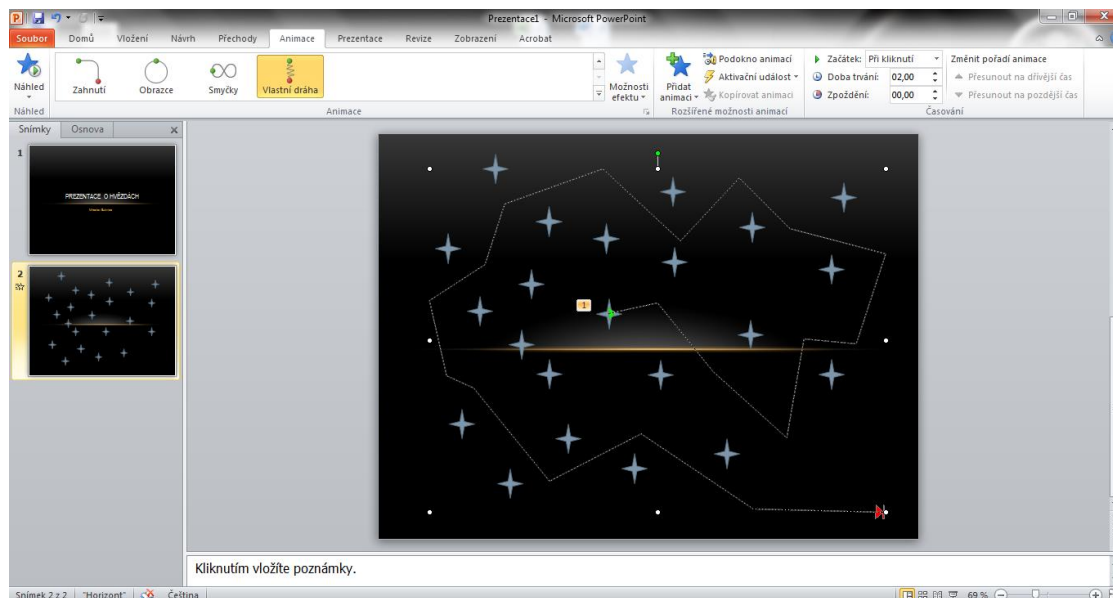 Prezentace1 - Microsoft PowerPoint
Soubor Domů Vložení Návrh Přechody Animace Prezentace Revize Zobrazení Acrobat
Náhled
Zahnutí Obrazce Smyčky Vlastní dráha
Možnosti efektu
Přidat animaci
Podokno animací
Aktivační událost
Kopírovat animaci
Začátek: Při kliknutí
Doba trvání: 02,00
Zpoždění: 00,00
Změnit pořadí animace
Přesunout na dřívější čas
Přesunout na pozdější čas
Náhled Animace Rozšířené možnosti animací Časování
Snímky Osnova
1
PREZENTACE O HVĚZDÁCH
2
1
Kliknutím vložíte poznámky.
Snímek 2 z 2 "Horizont" Čeština 69 %